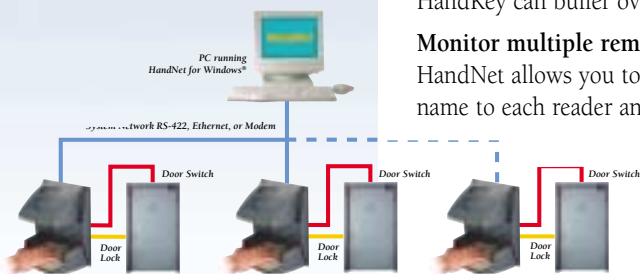 HandKey can buffer ov
PC running
HandNet for Windows®
Monitor multiple rem
HandNet allows you to
name to each reader an
System Network RS-422, Ethernet, or Modem
Door Switch
Door Switch
Door Switch
Door
Lock
Door
Lock
Door
Lock